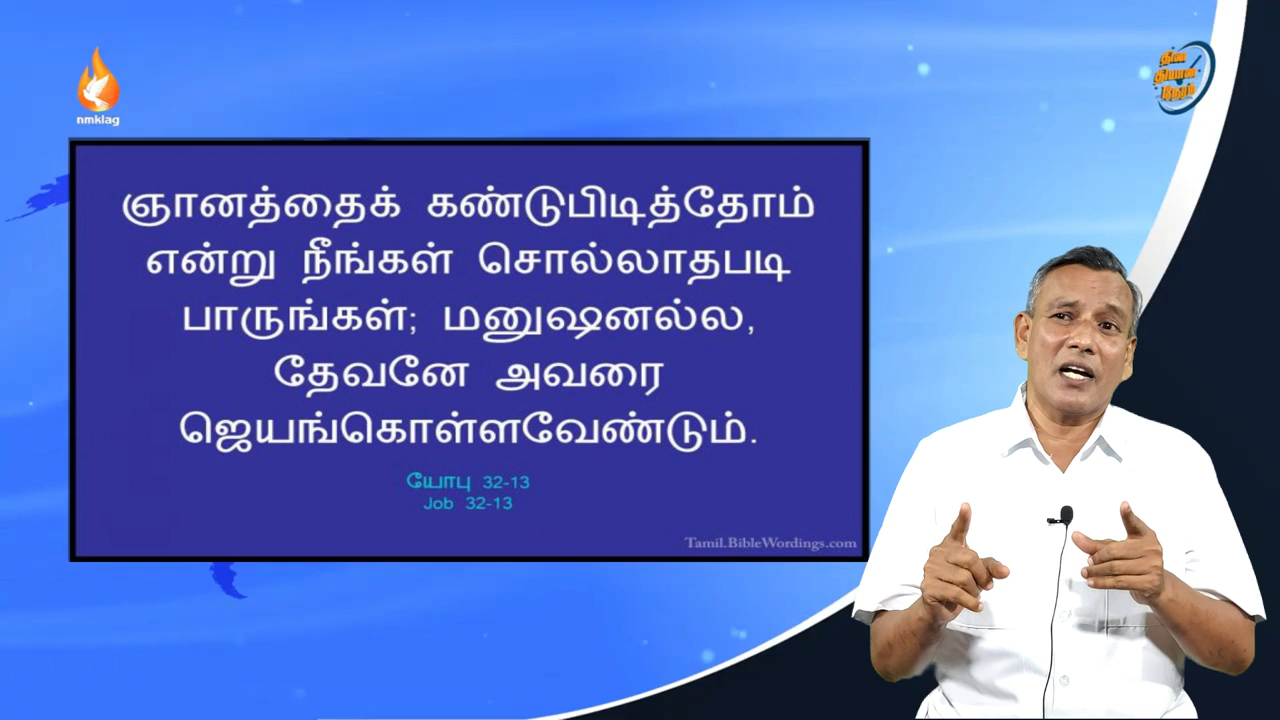 nmklag
தின
தியான
நேரம்
ஞானத்தைக் கண்டுபிடித்தோம்
என்று நீங்கள் சொல்லாதபடி
பாருங்கள்; மனுஷனல்ல,
தேவனே அவரை
ஜெயங்கொள்ளவேண்டும்.
யோபு 32-13
Job 32-13
Tamil.BibleWordings.com